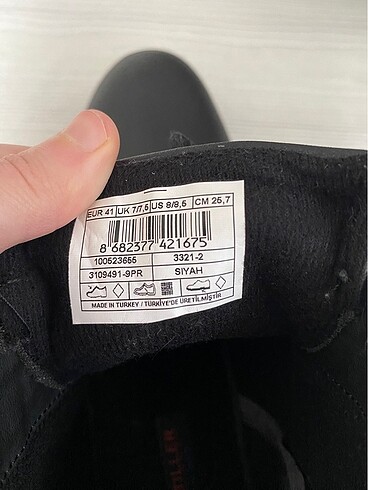 EUR 41 UK 7/7,5 US 8/8,5 CM 25,7
8 682377 421675
100523655 3321-2
3109491-9PR SIYAH
MADE IN TURKEY / TÜRKİYE'DE ÜRETİLMİŞTİR